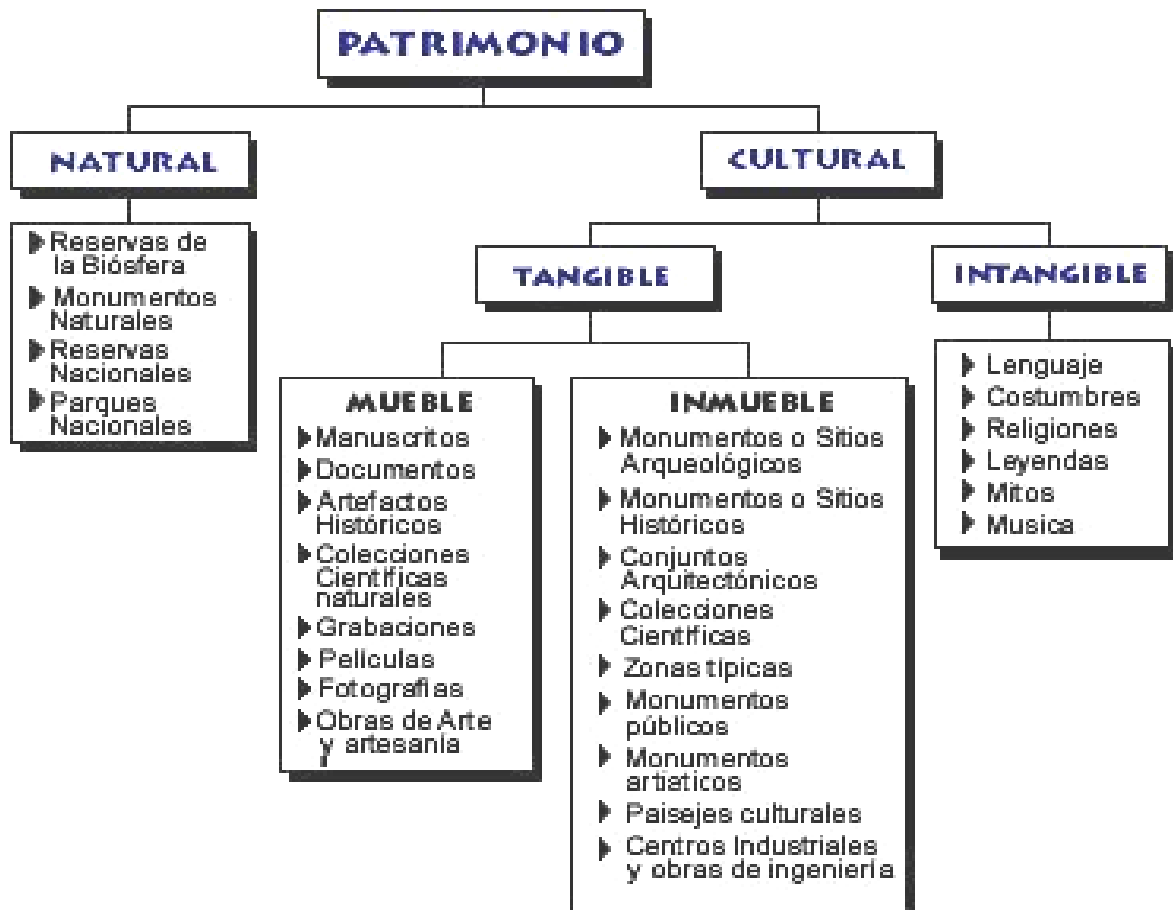 PATRIMONIO
NATURAL
Reservas de
la Biósfera
Monumentos
Naturales
Reservas
Nacionales
Parques
Nacionales
CULTURAL
TANGIBLE
MUEBLE
Manuscritos
Documentos
Artefactos
Históricos
Colecciones
Científicas
naturales
Grabaciones
Películas
Fotografías
Obras de Arte
y artesanía
INMUEBLE
Monumentos o Sitios
Arqueológicos
Monumentos o Sitios
Históricos
Conjuntos
Arquitectónicos
Colecciones
Científicas
Zonas típicas
Monumentos
públicos
Monumentos
artiaticos
Paisejes culturales
Centros Industriales
y obras de ingeniería
INTANGIBLE
Lenguaje
Costumbres
Religiones
Leyendas
Mitos
Musica